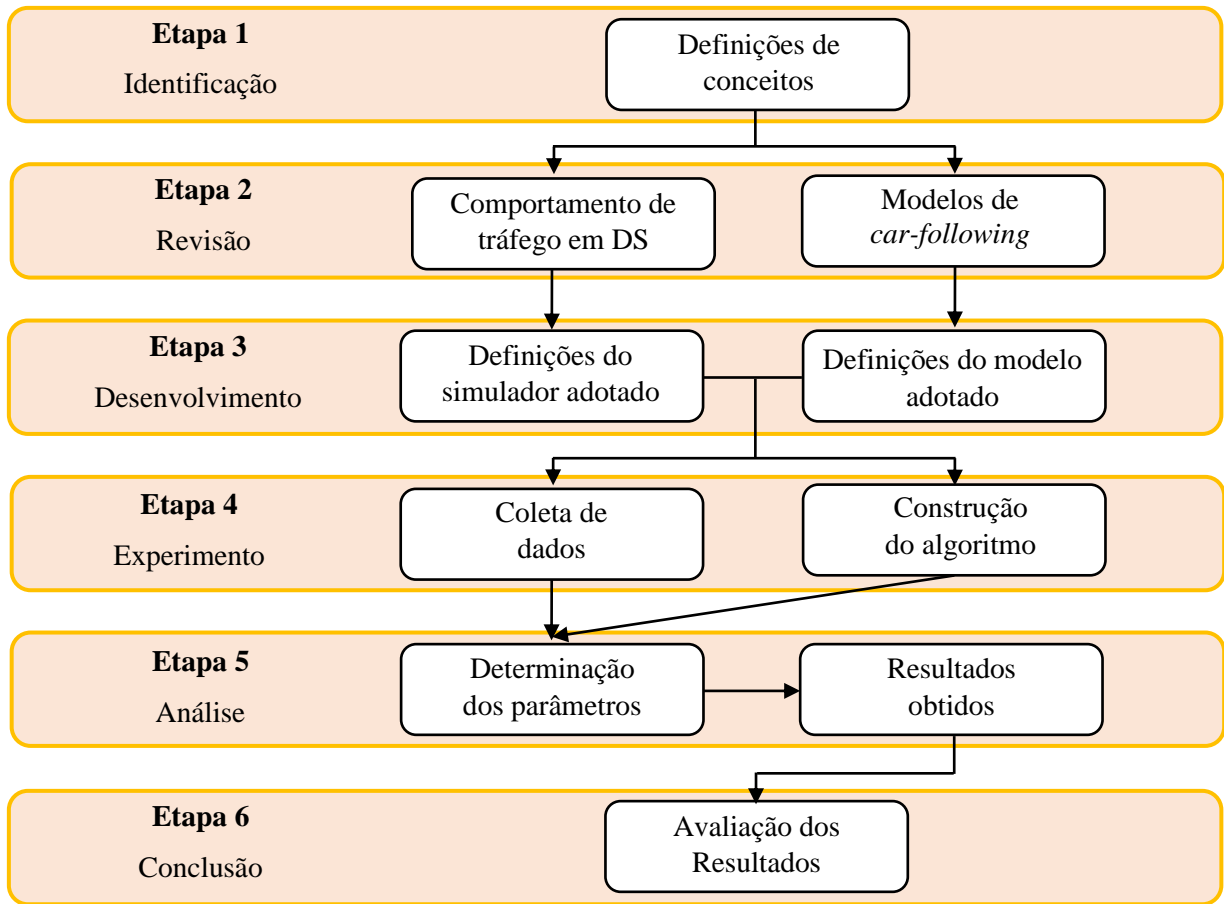 Etapa 1
Identificação
Definições de
conceitos
Etapa 2
Revisão
Comportamento de
tráfego em DS
Modelos de
car-following
Etapa 3
Desenvolvimento
Definições do
simulador adotado
Definições do modelo
adotado
Etapa 4
Experimento
Coleta de
dados
Construção
do algoritmo
Etapa 5
Análise
Determinação
dos parâmetros
Resultados
obtidos
Etapa 6
Conclusão
Avaliação dos
Resultados